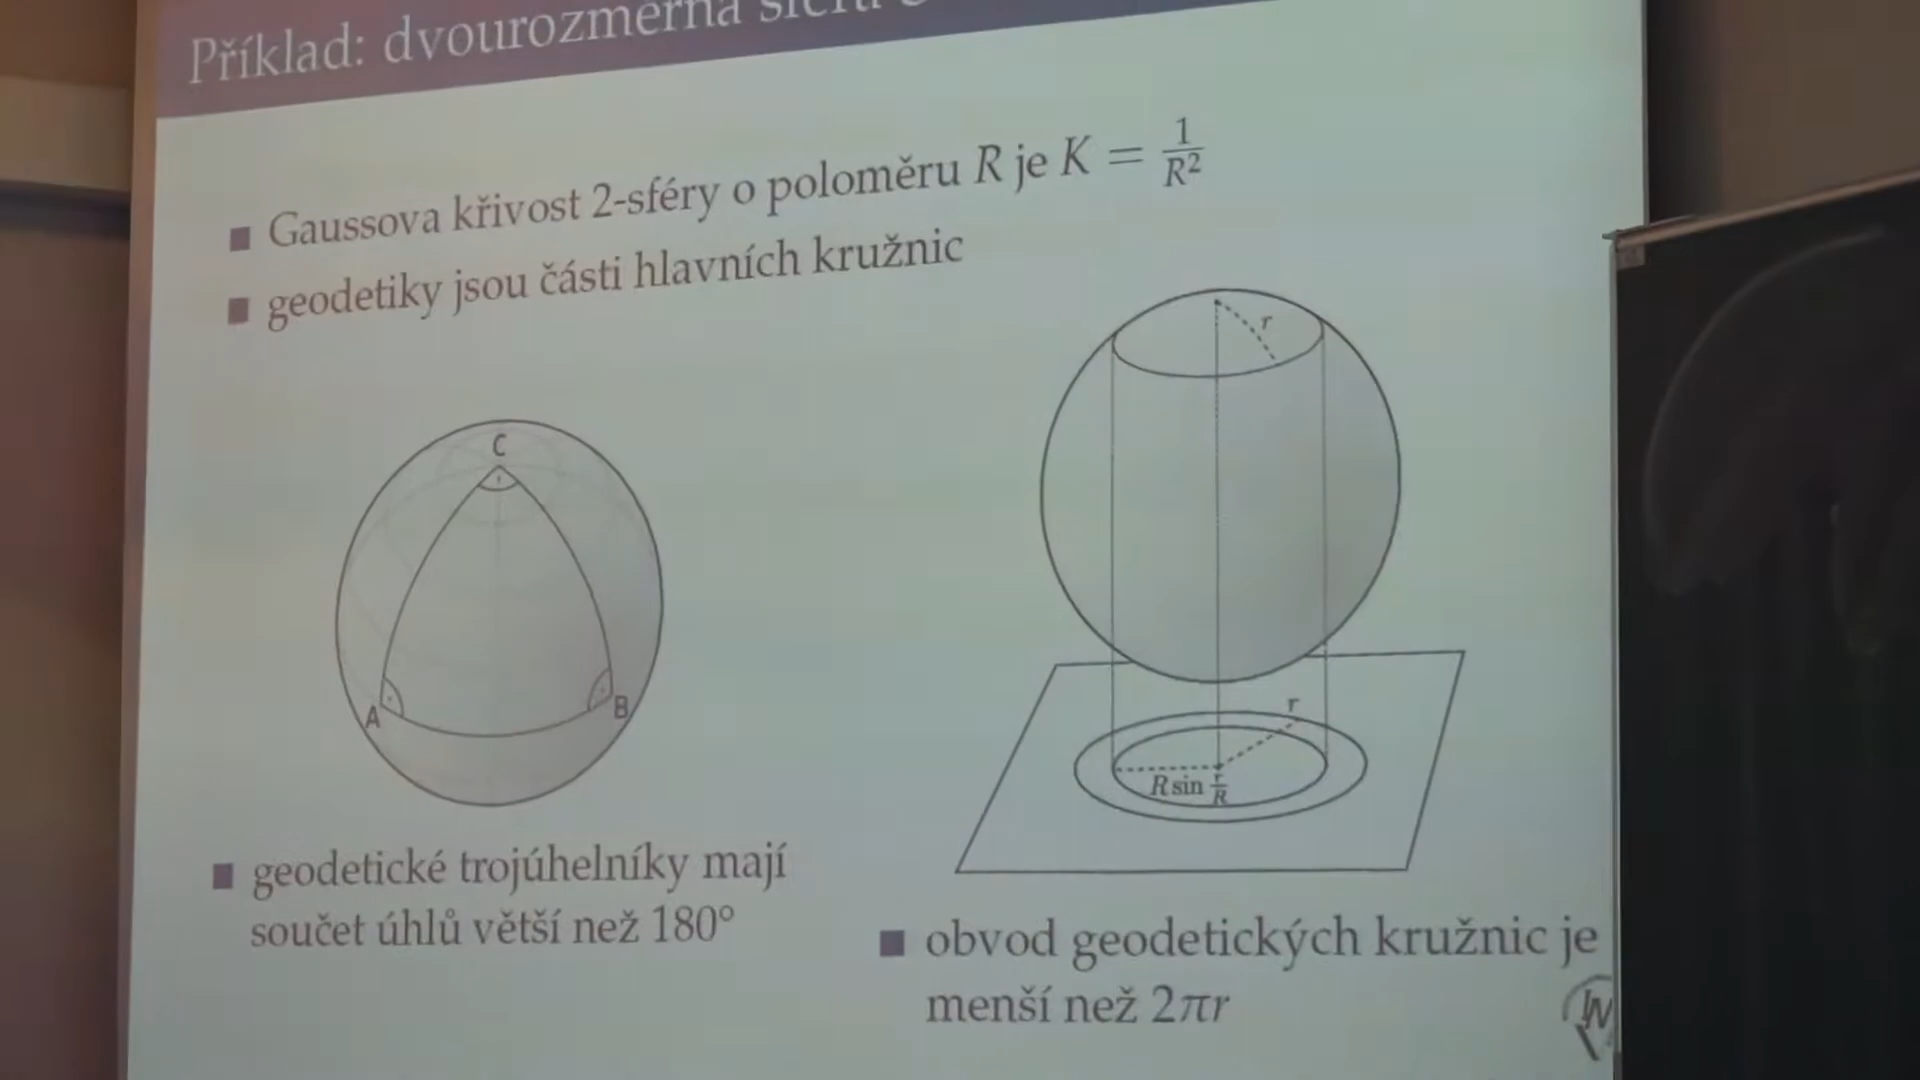 Příklad: dvourozměrná
Gaussova křivost 2-sféry o poloměru R je K = 1/R²
geodetiky jsou části hlavních kružnic
r
C
A
B
r
R sin r/R
geodetické trojúhelníky mají
součet úhlů větší než 180°
obvod geodetických kružnic je
menší než 2πr